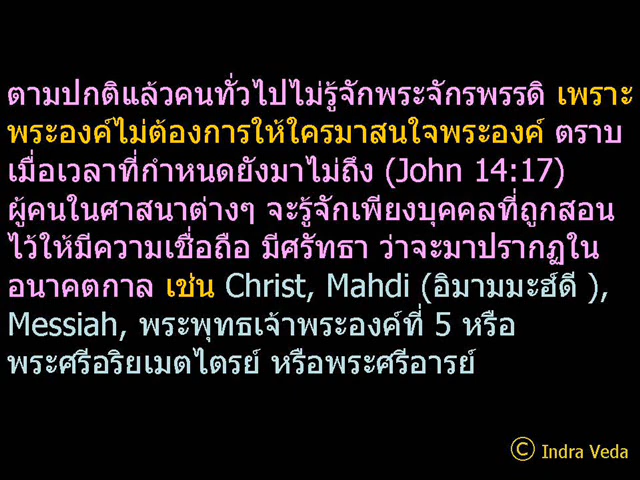 ตามปกติแล้วคนทั่วไปไม่รู้จักพระจักรพรรดิ เพราะ
พระองค์ไม่ต้องการให้ใครมาสนใจพระองค์ ตราบ
เมื่อเวลาที่กำหนดยังมาไม่ถึง (John 14:17)
ผู้คนในศาสนาต่างๆ จะรู้จักเพียงบุคคลที่ถูกสอน
ไว้ให้มีความเชื่อถือ มีศรัทธา ว่าจะมาปรากฏใน
อนาคตกาล เช่น Christ, Mahdi (อิมามมะฮ์ดี ),
Messiah, พระพุทธเจ้าพระองค์ที่ 5 หรือ
พระศรีอริยเมตไตรย์ หรือพระศรีอารย์
© Indra Veda